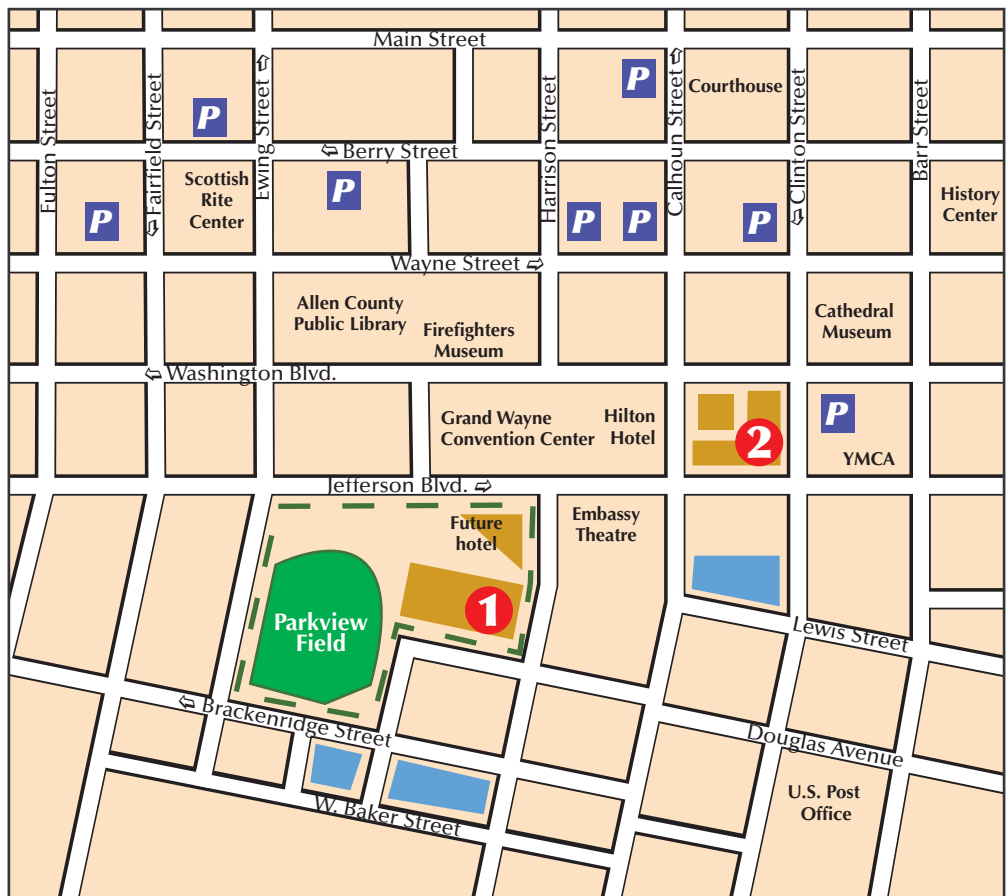 Main Street
Fulton Street
Fairfield Street
Ewing Street
Harrison Street
Calhoun Street
Clinton Street
Barr Street
P
P
Courthouse
Berry Street
P
Scottish
Rite
Center
P
P
P
P
History
Center
Wayne Street
Allen County
Public Library
Firefighters
Museum
Cathedral
Museum
Washington Blvd.
Grand Wayne
Convention Center
Hilton
Hotel
2
P
YMCA
Jefferson Blvd.
Future
hotel
Embassy
Theatre
1
Parkview
Field
Lewis Street
Brackenridge Street
Douglas Avenue
W. Baker Street
U.S. Post
Office